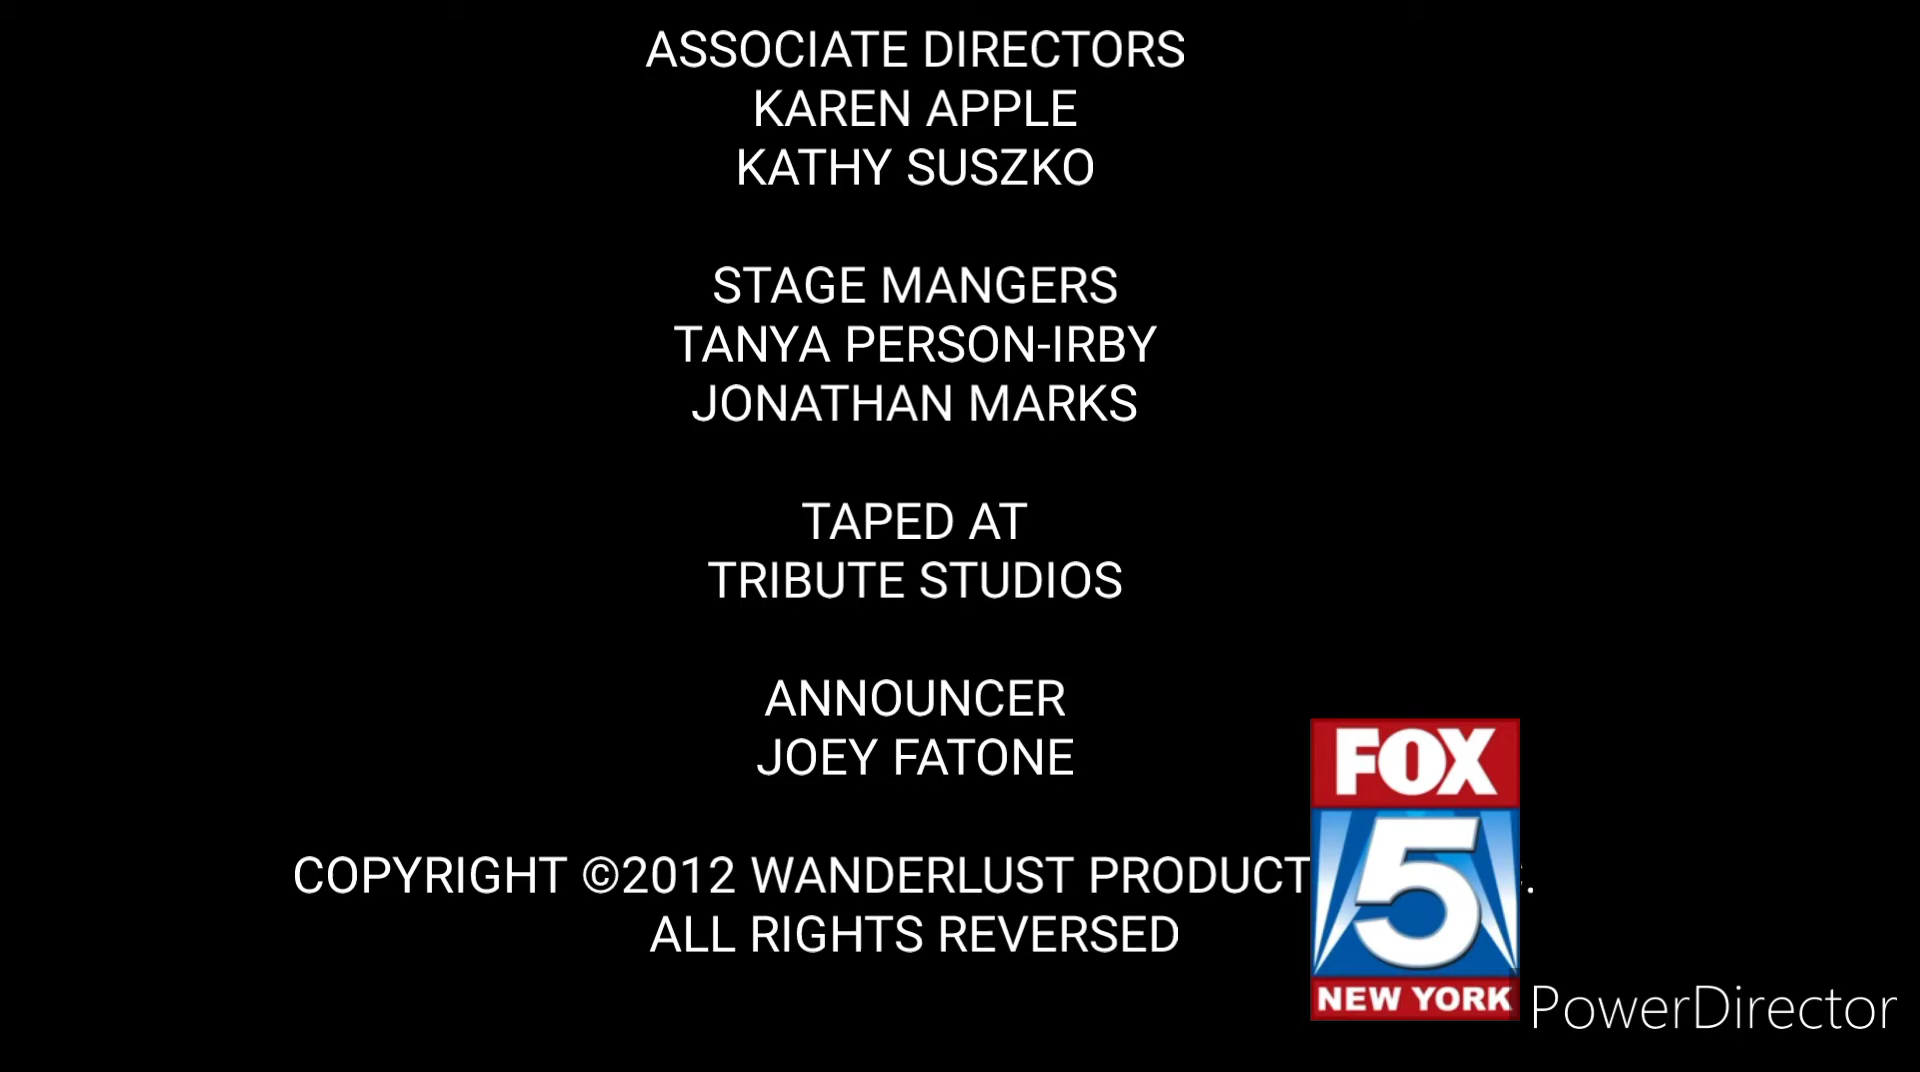 ASSOCIATE DIRECTORS
KAREN APPLE
KATHY SUSZKO
STAGE MANGERS
TANYA PERSON-IRBY
JONATHAN MARKS
TAPED AT
TRIBUTE STUDIOS
ANNOUNCER
JOEY FATONE
COPYRIGHT ©2012 WANDERLUST PRODUCT
ALL RIGHTS REVERSED
FOX
5
NEW YORK
PowerDirector